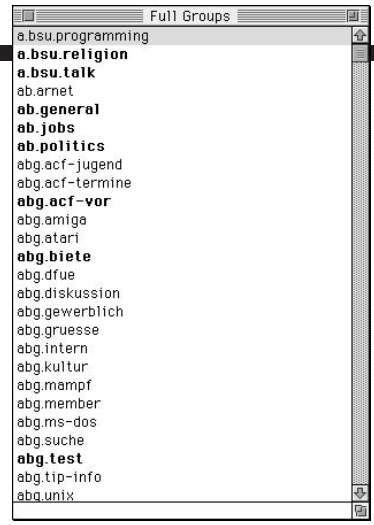 Full Groups
a.bsu.programming
a.bsu.religion
a.bsu.talk
ab.arnet
ab.general
ab.jobs
ab.politics
abg.acf-jugend
abg.acf-termine
abg.acf-vor
abg.amiga
abg.atari
abg.biete
abg.dfue
abg.diskussion
abg.gewerblich
abg.gruesse
abg.intern
abg.kultur
abg.mampf
abg.member
abg.ms-dos
abg.suche
abg.test
abg.tip-info
abg.unix